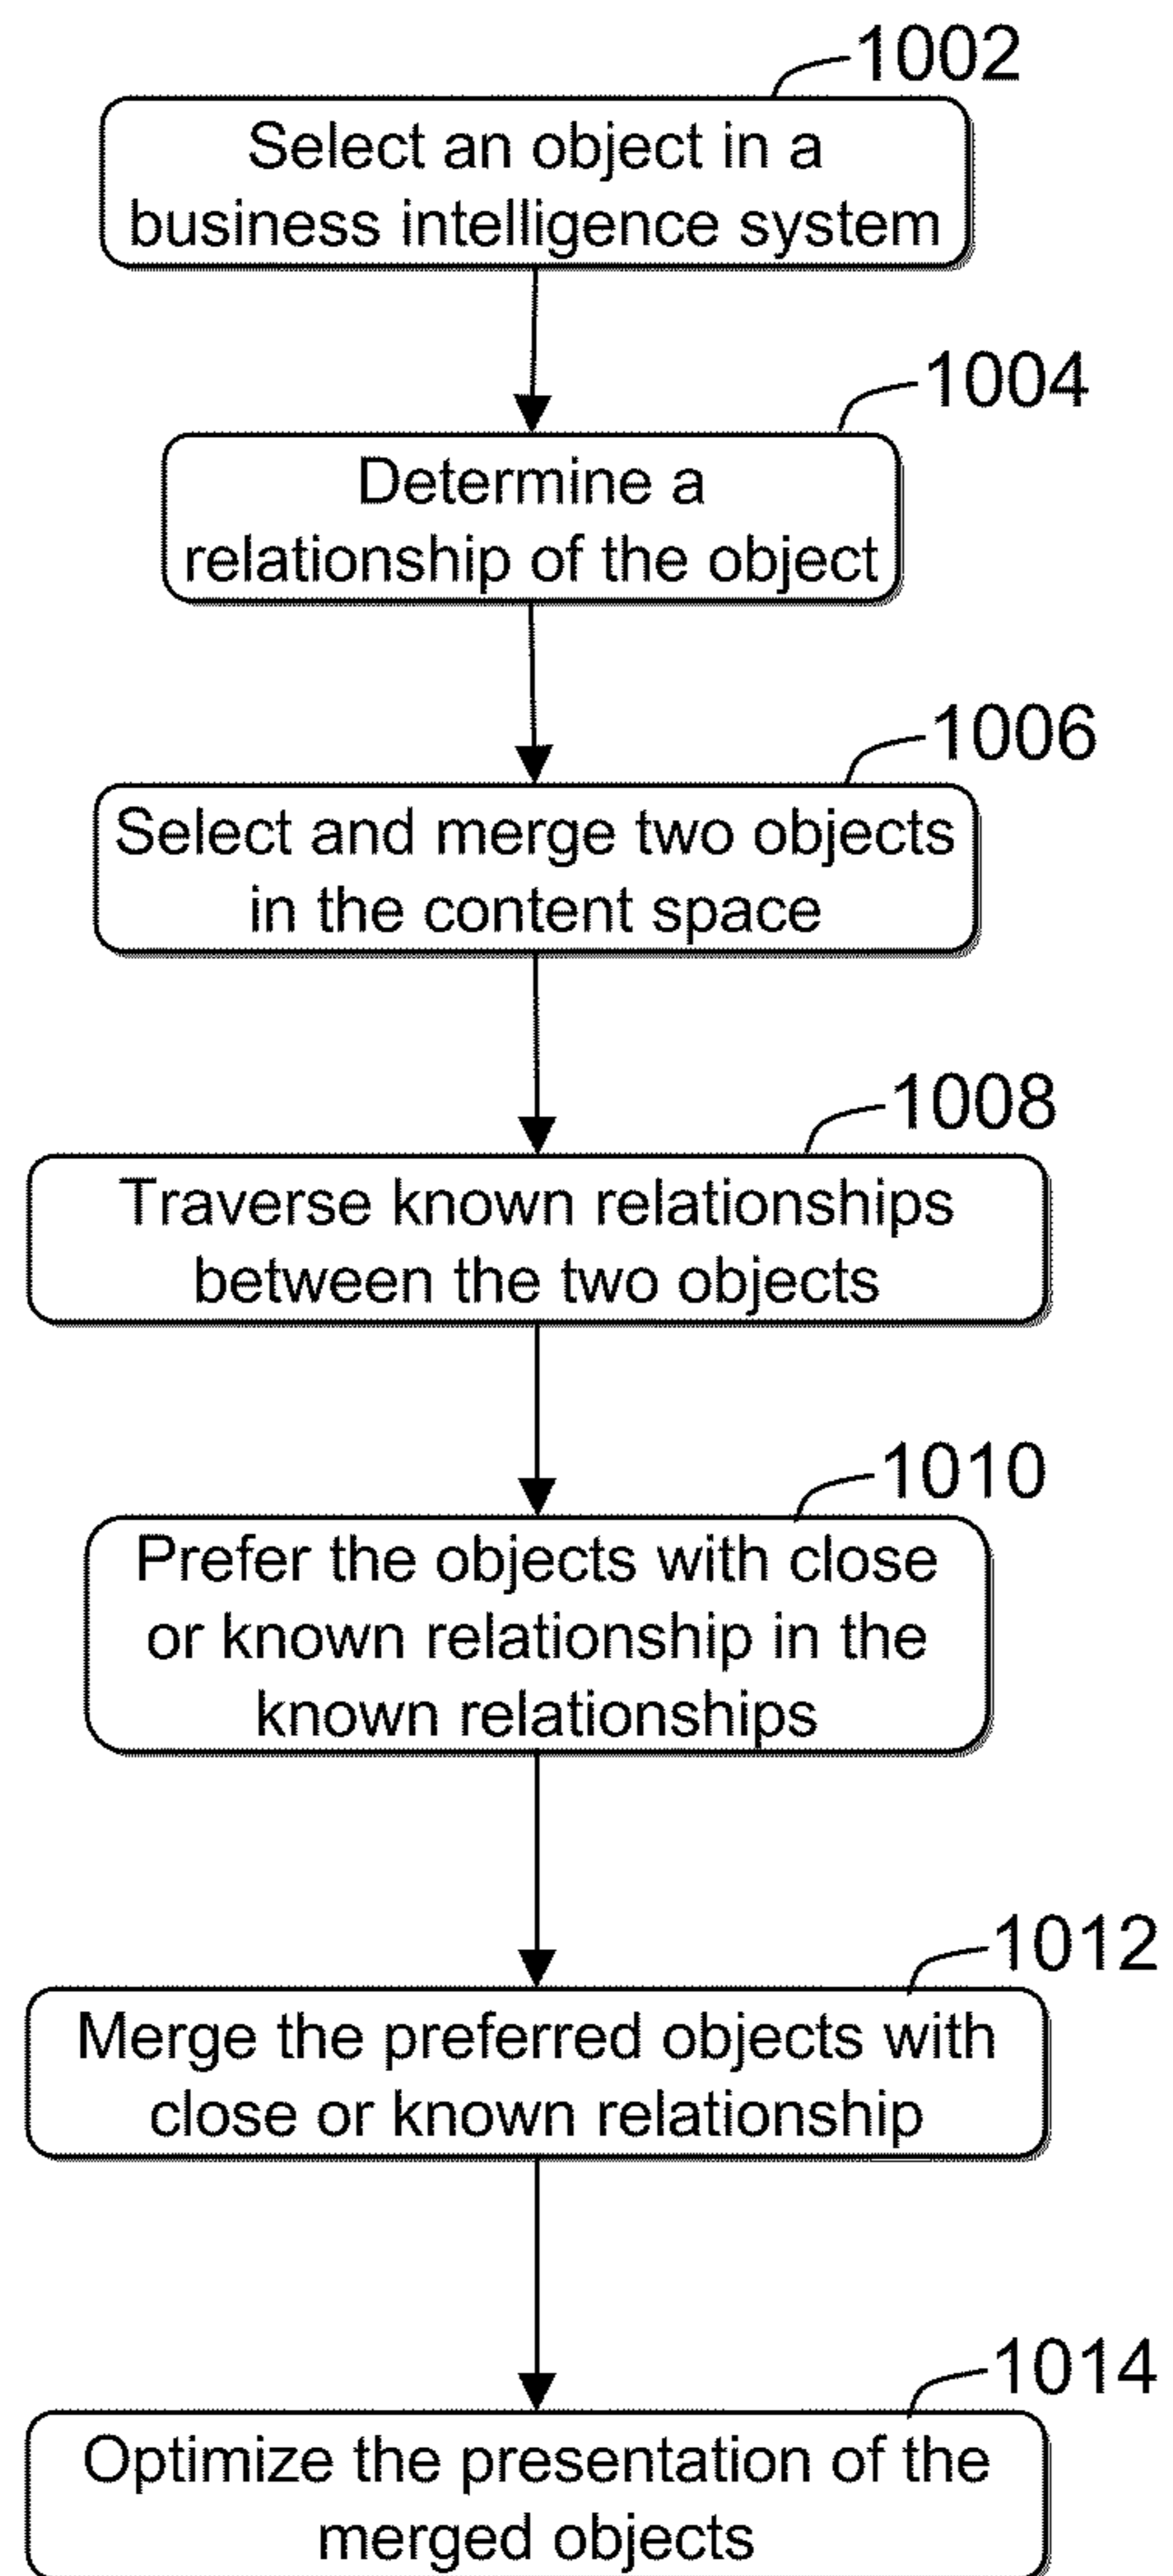 1002
Select an object in a
business intelligence system
1004
Determine a
relationship of the object
1006
Select and merge two objects
in the content space
1008
Traverse known relationships
between the two objects
1010
Prefer the objects with close
or known relationship in the
known relationships
1012
Merge the preferred objects with
close or known relationship
1014
Optimize the presentation of the
merged objects